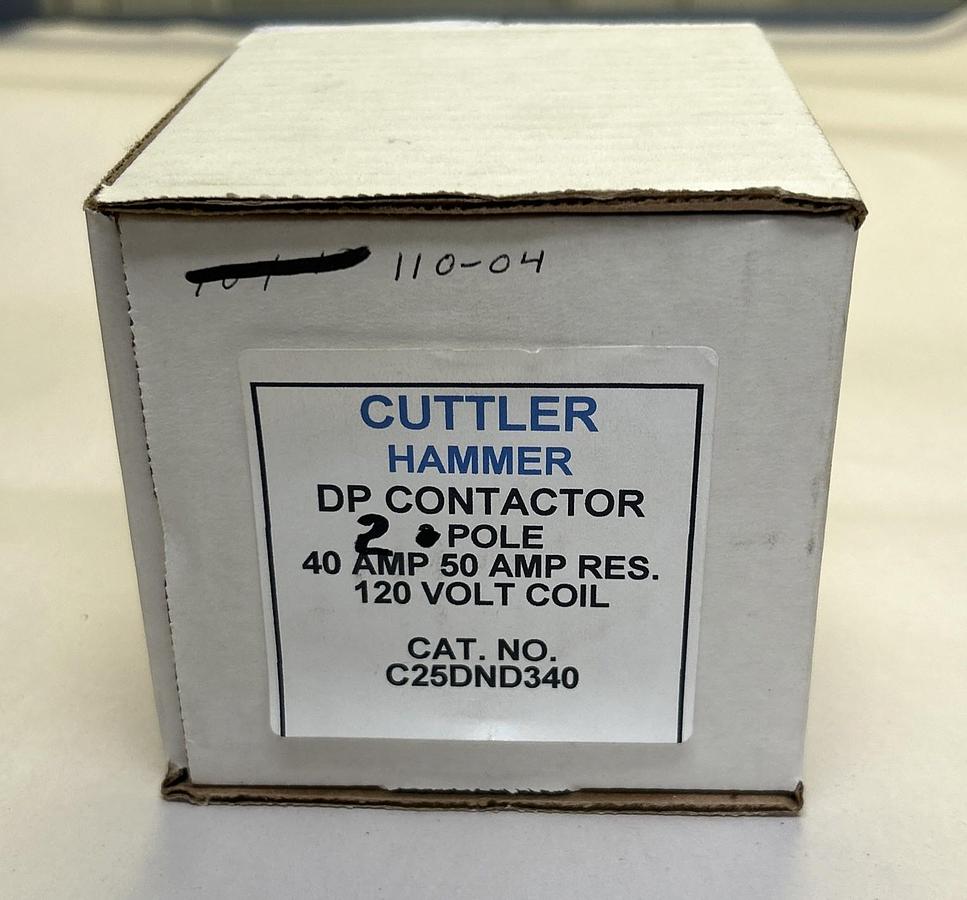 110-04
CUTTLER
HAMMER
DP CONTACTOR
2 POLE
40 AMP 50 AMP RES.
120 VOLT COIL
CAT. NO.
C25DND340